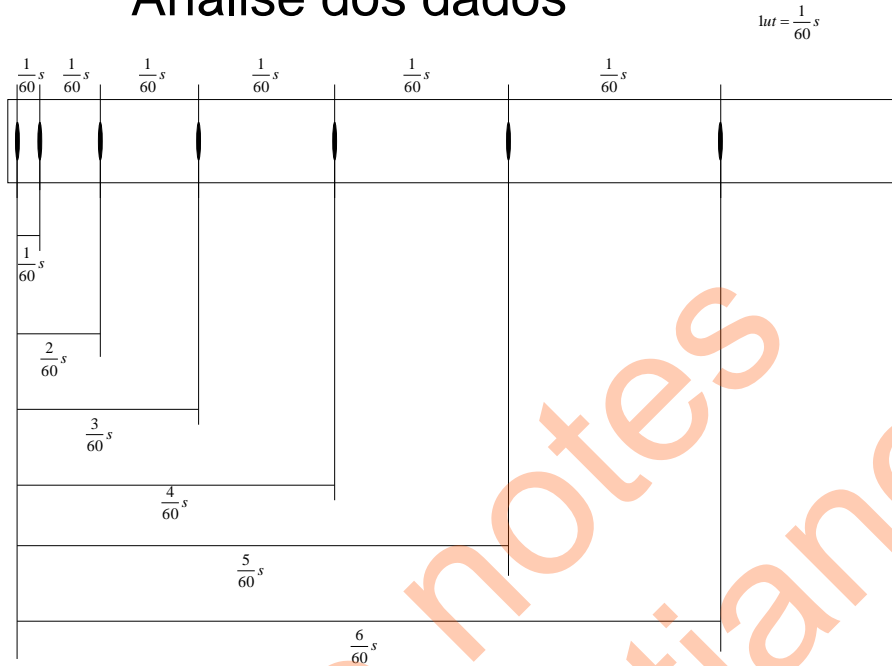 Análise dos dados
1ut = 1/60 s
1/60 s 1/60 s 1/60 s 1/60 s 1/60 s 1/60 s
1/60 s
2/60 s
3/60 s
4/60 s
5/60 s
6/60 s
notes